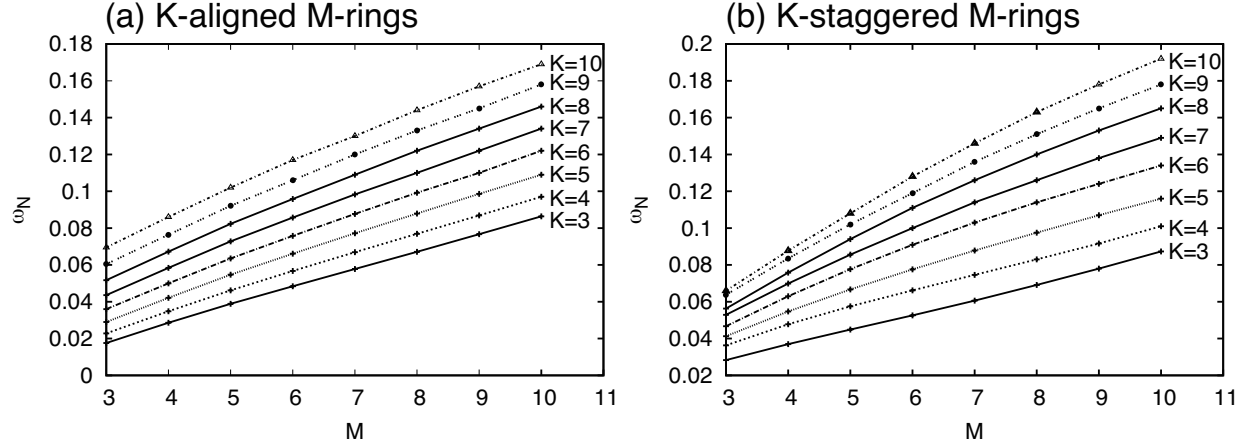 (a) K-aligned M-rings
0.18
0.16
0.14
0.12
0.1
0.08
0.06
0.04
0.02
0
ωN
3 4 5 6 7 8 9 10 11
M
K=10
K=9
K=8
K=7
K=6
K=5
K=4
K=3
(b) K-staggered M-rings
0.2
0.18
0.16
0.14
0.12
0.1
0.08
0.06
0.04
0.02
ωN
3 4 5 6 7 8 9 10 11
M
K=10
K=9
K=8
K=7
K=6
K=5
K=4
K=3